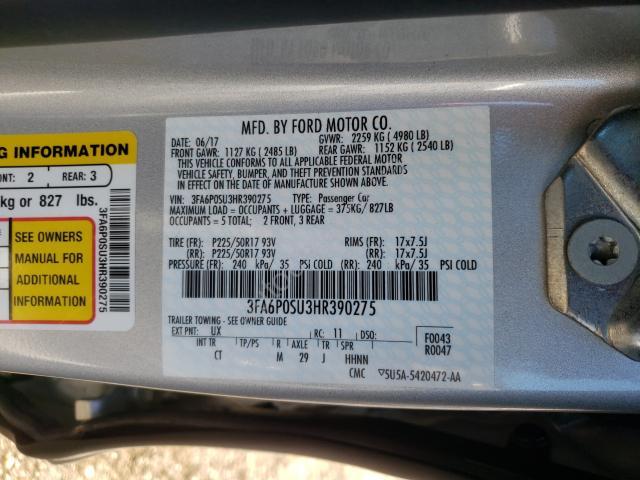 G INFORMATION
ONT: 2 REAR: 3
kg or 827 lbs.
SEE OWNERS
MANUAL FOR
ADDITIONAL
INFORMATION
3FA6P0SU3HR390275
MFD. BY FORD MOTOR CO.
DATE: 06/17 GVWR: 2259 KG ( 4980 LB)
FRONT GAWR: 1127 KG ( 2485 LB) REAR GAWR: 1152 KG ( 2540 LB)
THIS VEHICLE CONFORMS TO ALL APPLICABLE FEDERAL MOTOR
VEHICLE SAFETY, BUMPER, AND THEFT PREVENTION STANDARDS
IN EFFECT ON THE DATE OF MANUFACTURE SHOWN ABOVE.
VIN: 3FA6P0SU3HR390275 TYPE: Passenger Car
MAXIMUM LOAD = OCCUPANTS + LUGGAGE = 375KG/827LB
OCCUPANTS = 5 TOTAL: 2 FRONT, 3 REAR
TIRE (FR): P225/50R17 93V RIMS (FR): 17x7.5J
(RR): P225/50R17 93V (RR): 17x7.5J
PRESSURE (FR): 240 kPa/ 35 PSI COLD (RR): 240 kPa/ 35 PSI COLD
3FA6P0SU3HR390275
TRAILER TOWING - SEE OWNER GUIDE
EXT PNT: UX RC: 11 DSO:
INT TR TP/PS R AXLE TR SPR
CT M 29 J HHNN
F0043
R0047
CMC 5U5A-5420472-AA